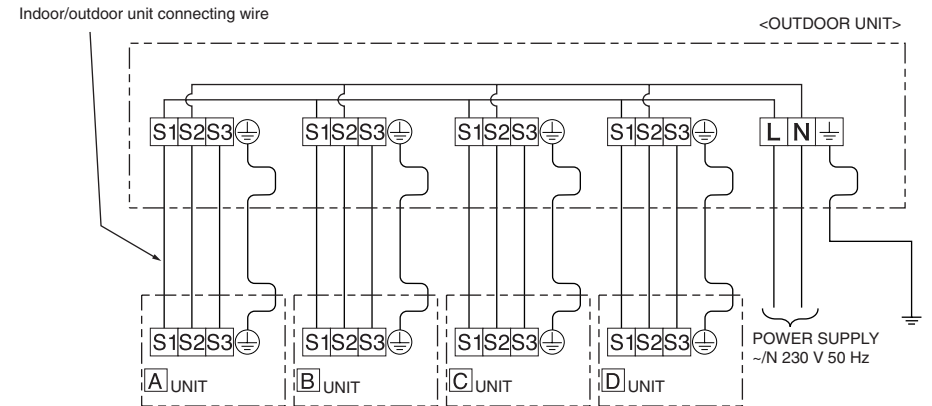 Indoor/outdoor unit connecting wire
<OUTDOOR UNIT>
S1 S2 S3 S1 S2 S3 S1 S2 S3 S1 S2 S3 L N
S1 S2 S3 S1 S2 S3 S1 S2 S3 S1 S2 S3
POWER SUPPLY
~/N 230 V 50 Hz
A UNIT
B UNIT
C UNIT
D UNIT